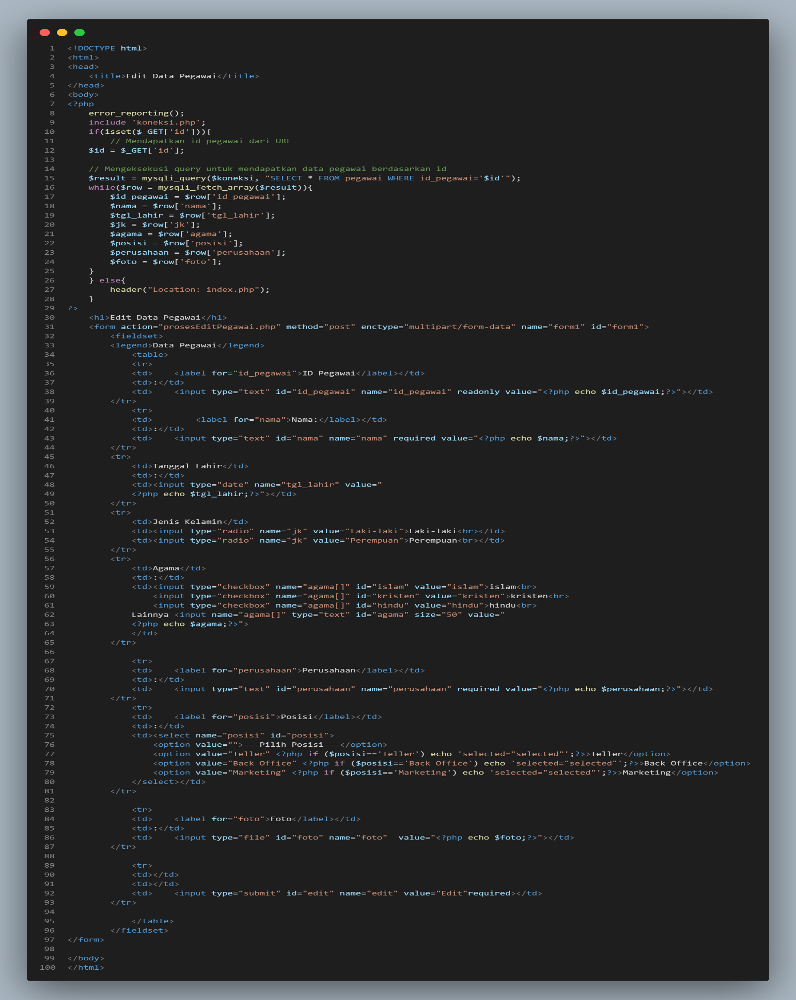 1 <!DOCTYPE html>
2 <html>
3 <head>
4     <title>Edit Data Pegawai</title>
5 </head>
6 <body>
7 <?php
8     error_reporting();
9     include 'koneksi.php';
10     if(isset($_GET['id'])){
11         // Mendapatkan id pegawai dari URL
12     $id = $_GET['id'];
13
14     // Mengeksekusi query untuk mendapatkan data pegawai berdasarkan id
15     $result = mysqli_query($koneksi, "SELECT * FROM pegawai WHERE id_pegawai='$id'");
16     while($row = mysqli_fetch_array($result)){
17         $id_pegawai = $row['id_pegawai'];
18         $nama = $row['nama'];
19         $tgl_lahir = $row['tgl_lahir'];
20         $jk = $row['jk'];
21         $agama = $row['agama'];
22         $posisi = $row['posisi'];
23         $perusahaan = $row['perusahaan'];
24         $foto = $row['foto'];
25     }
26     } else{
27         header("Location: index.php");
28     }
29 ?>
30     <h1>Edit Data Pegawai</h1>
31     <form action="prosesEditPegawai.php" method="post" enctype="multipart/form-data" name="form1" id="form1">
32         <fieldset>
33         <legend>Data Pegawai</legend>
34             <table>
35             <tr>
36             <td>    <label for="id_pegawai">ID Pegawai</label></td>
37             <td>:</td>
38             <td>    <input type="text" id="id_pegawai" name="id_pegawai" readonly value="<?php echo $id_pegawai;?>"></td>
39         </tr>
40             <tr>
41             <td>        <label for="nama">Nama:</label></td>
42             <td>:</td>
43             <td>    <input type="text" id="nama" name="nama" required value="<?php echo $nama;?>"></td>
44         </tr>
45         <tr>
46             <td>Tanggal Lahir</td>
47             <td>:</td>
48             <td><input type="date" name="tgl_lahir" value="
49             <?php echo $tgl_lahir;?>"></td>
50         </tr>
51         <tr>
52             <td>Jenis Kelamin</td>
53             <td><input type="radio" name="jk" value="Laki-laki">Laki-laki<br></td>
54             <td><input type="radio" name="jk" value="Perempuan">Perempuan<br></td>
55         </tr>
56         <tr>
57             <td>Agama</td>
58             <td>:</td>
59             <td><input type="checkbox" name="agama[]" id="islam" value="islam">islam<br>
60                 <input type="checkbox" name="agama[]" id="kristen" value="kristen">kristen<br>
61                 <input type="checkbox" name="agama[]" id="hindu" value="hindu">hindu<br>
62             Lainnya <input name="agama[]" type="text" id="agama" size="50" value="
63             <?php echo $agama;?>">
64             </td>
65         </tr>
66
67             <tr>
68             <td>    <label for="perusahaan">Perusahaan</label></td>
69             <td>:</td>
70             <td>    <input type="text" id="perusahaan" name="perusahaan" required value="<?php echo $perusahaan;?>"></td>
71         </tr>
72             <tr>
73             <td>    <label for="posisi">Posisi</label></td>
74             <td>:</td>
75             <td><select name="posisi" id="posisi">
76                 <option value="">---Pilih Posisi---</option>
77                 <option value="Teller" <?php if ($posisi=='Teller') echo 'selected="selected"';?>>Teller</option>
78                 <option value="Back Office" <?php if ($posisi=='Back Office') echo 'selected="selected"';?>>Back Office</option>
79                 <option value="Marketing" <?php if ($posisi=='Marketing') echo 'selected="selected"';?>>Marketing</option>
80             </select></td>
81         </tr>
82
83             <tr>
84             <td>    <label for="foto">Foto</label></td>
85             <td>:</td>
86             <td>    <input type="file" id="foto" name="foto"  value="<?php echo $foto;?>"></td>
87         </tr>
88
89             <tr>
90             <td></td>
91             <td></td>
92             <td>    <input type="submit" id="edit" name="edit" value="Edit"required></td>
93         </tr>
94
95             </table>
96         </fieldset>
97 </form>
98
99 </body>
100 </html>